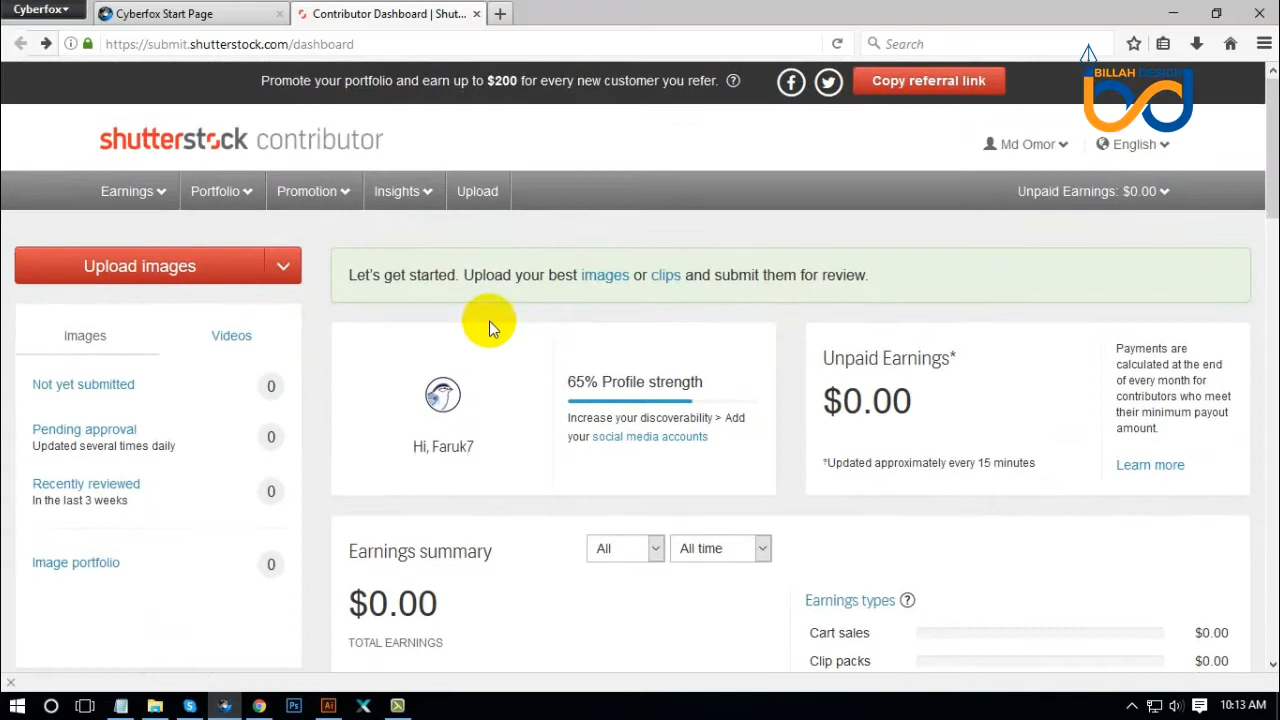 Cyberfox
Cyberfox Start Page
Contributor Dashboard | Shut...
https://submit.shutterstock.com/dashboard
Search
Promote your portfolio and earn up to $200 for every new customer you refer. ?
Copy referral link
BILLAH DESIGN
bd
shutterstock contributor
Md Omor
English
Earnings
Portfolio
Promotion
Insights
Upload
Unpaid Earnings: $0.00
Upload images
Let's get started. Upload your best images or clips and submit them for review.
Images
Videos
Not yet submitted
0
Pending approval
Updated several times daily
0
Recently reviewed
In the last 3 weeks
0
Image portfolio
0
Hi, Faruk7
65% Profile strength
Increase your discoverability > Add
your social media accounts
Unpaid Earnings*
$0.00
*Updated approximately every 15 minutes
Payments are
calculated at the end
of every month for
contributors who meet
their minimum payout
amount.
Learn more
Earnings summary
All
All time
$0.00
TOTAL EARNINGS
Earnings types ?
Cart sales
$0.00
Clip packs
$0.00
Ps
Ai
10:13 AM